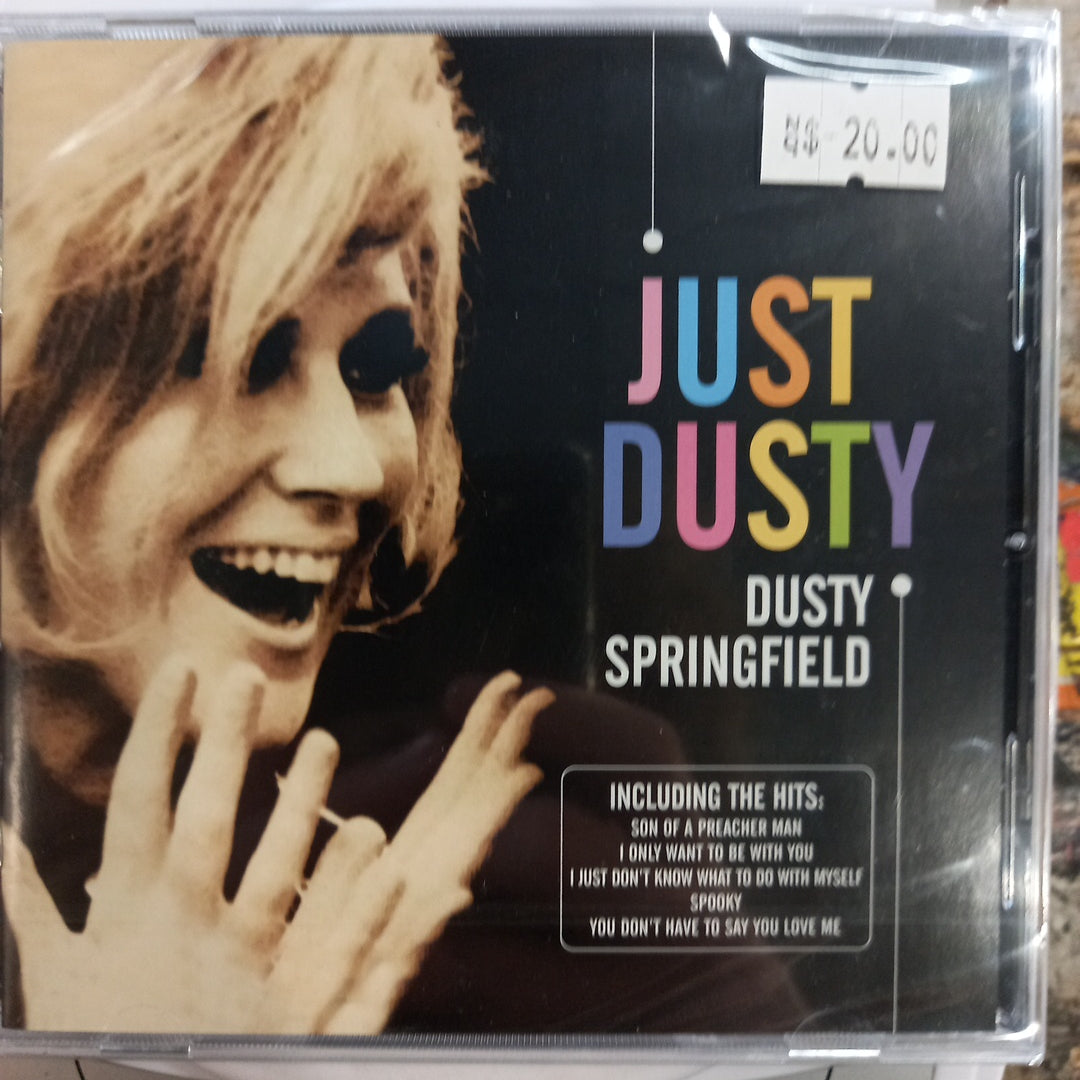 N$ 20.00
JUST
DUSTY
DUSTY
SPRINGFIELD
INCLUDING THE HITS:
SON OF A PREACHER MAN
I ONLY WANT TO BE WITH YOU
I JUST DON'T KNOW WHAT TO DO WITH MYSELF
SPOOKY
YOU DON'T HAVE TO SAY YOU LOVE ME